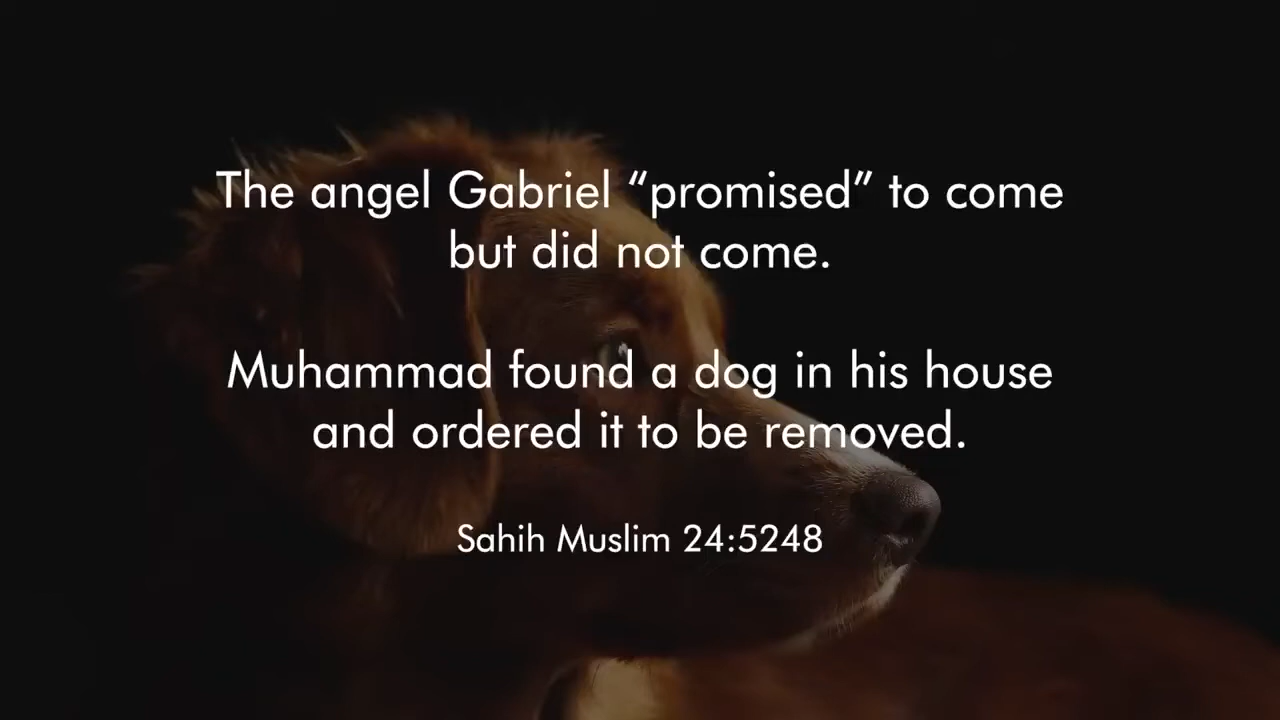 The angel Gabriel “promised” to come
but did not come.
Muhammad found a dog in his house
and ordered it to be removed.
Sahih Muslim 24:5248